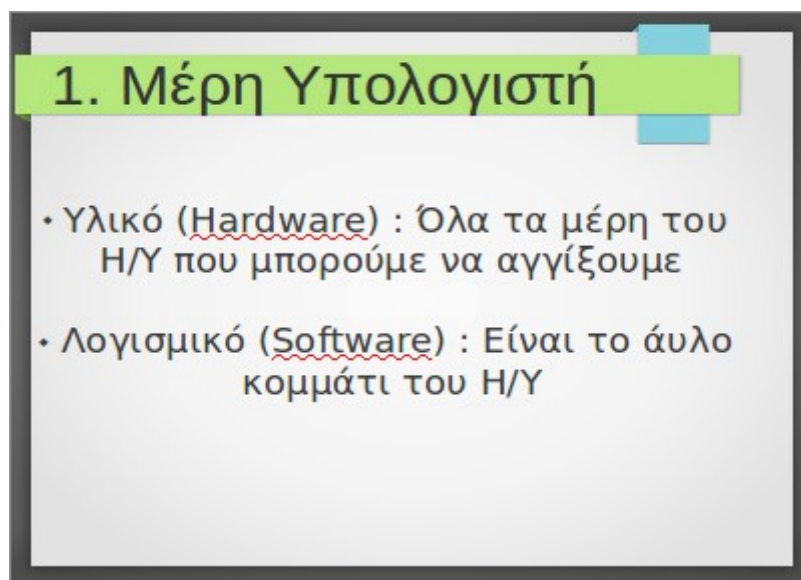 1. Μέρη Υπολογιστή
• Υλικό (Hardware) : Όλα τα μέρη του
Η/Υ που μπορούμε να αγγίξουμε
• Λογισμικό (Software) : Είναι το άυλο
κομμάτι του Η/Υ